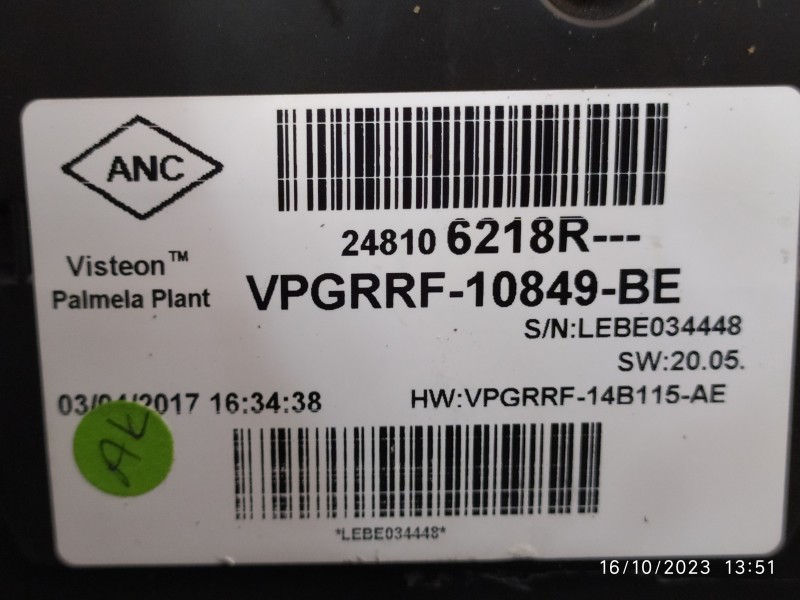 ANC
24810 6218R---
Visteon™
Palmela Plant
VPGRRF-10849-BE
S/N:LEBE034448
SW:20.05.
03/04/2017 16:34:38
HW:VPGRRF-14B115-AE
AK
*LEBE034448*
16/10/2023 13:51